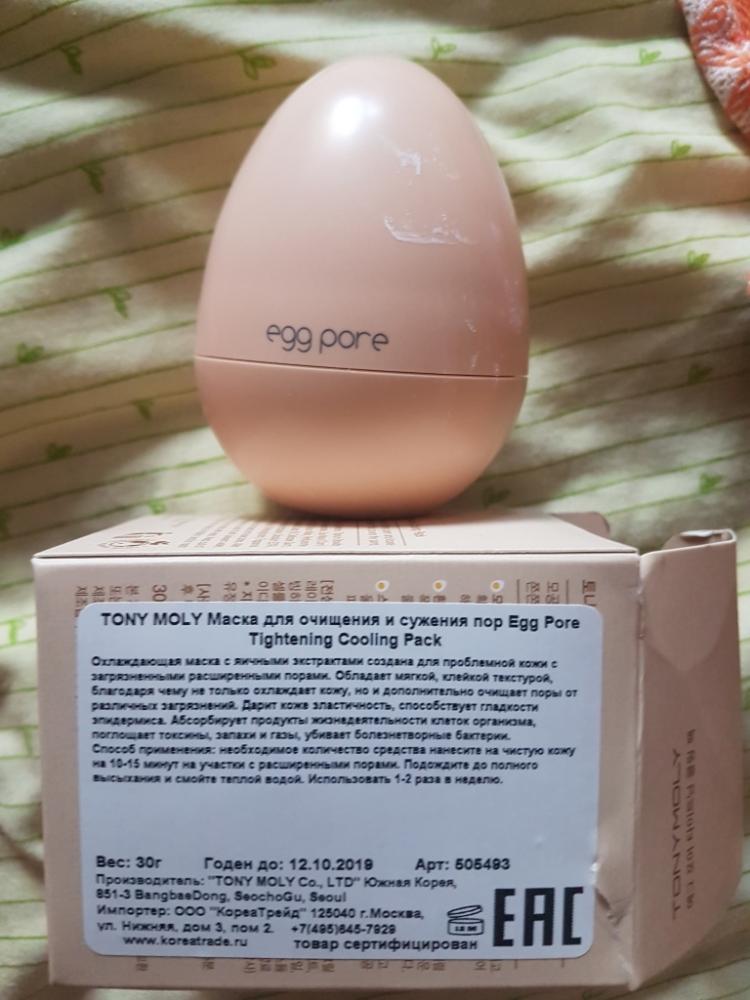 egg pore
TONY MOLY Маска для очищения и сужения пор Egg Pore
Tightening Cooling Pack
Охлаждающая маска с яичными экстрактами создана для проблемной кожи с
загрязненными расширенными порами. Обладает мягкой, клейкой текстурой,
благодаря чему не только охлаждает кожу, но и дополнительно очищает поры от
различных загрязнений. Дарит коже эластичность, способствует гладкости
эпидермиса. Абсорбирует продукты жизнедеятельности клеток организма,
поглощает токсины, запахи и газы, убивает болезнетворные бактерии.
Способ применения: необходимое количество средства нанесите на чистую кожу
на 10-15 минут на участки с расширенными порами. Подождите до полного
высыхания и смойте теплой водой. Использовать 1-2 раза в неделю.
Вес: 30г Годен до: 12.10.2019 Арт: 505493
Производитель: "TONY MOLY Co., LTD" Южная Корея,
851-3 BangbaeDong, SeochoGu, Seoul
Импортер: ООО "КореаТрейд" 125040 г.Москва,
ул. Нижняя, дом 3, пом 2. +7(495)645-7929
www.koreatrade.ru товар сертифицирован
EAC
TONYMOLY